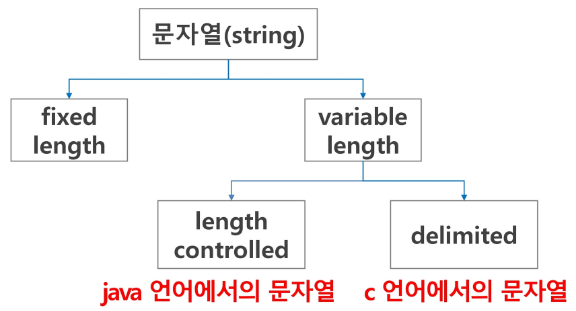 문자열(string)
fixed
length
variable
length
length
controlled
delimited
java 언어에서의 문자열
c 언어에서의 문자열